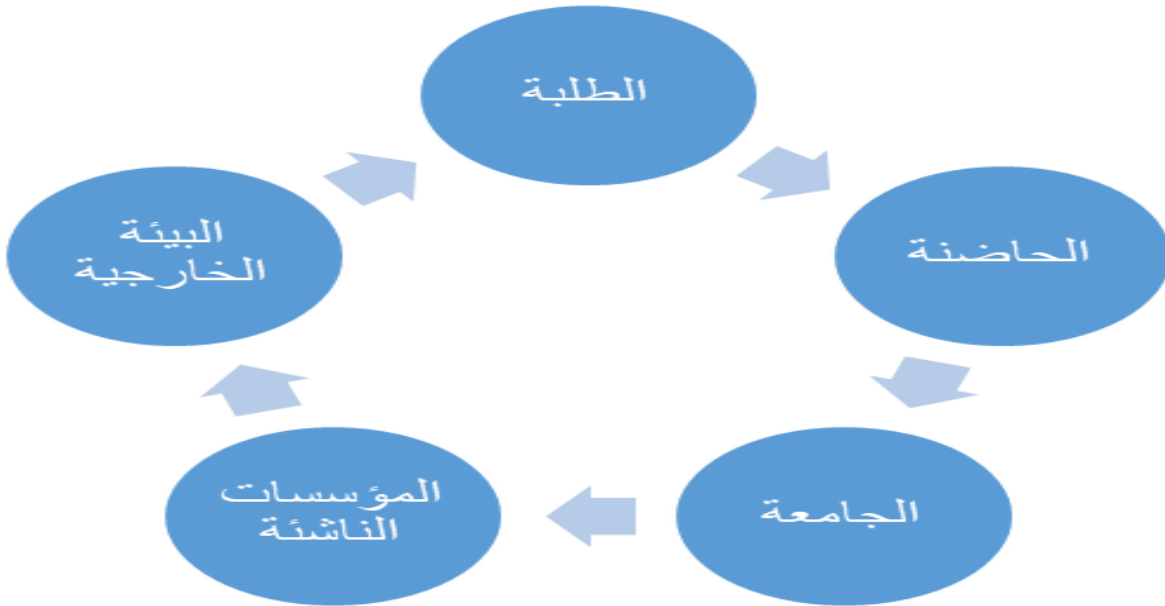 الطلبة
الحاضنة
الجامعة
المؤسسات
الناشئة
البيئة
الخارجية